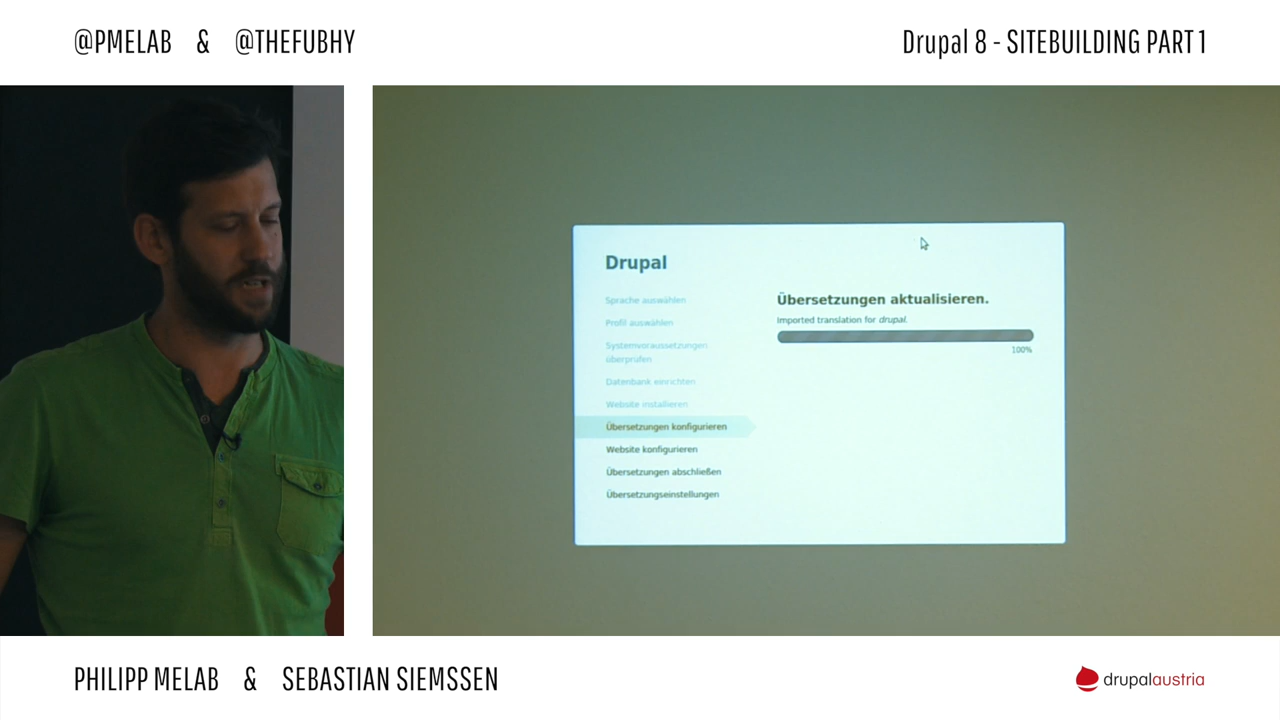 @PMELAB & @THEFUBHY
Drupal 8 - SITEBUILDING PART 1
Drupal
Sprache auswählen
Profil auswählen
Systemvoraussetzungen
überprüfen
Datenbank einrichten
Website installieren
Übersetzungen konfigurieren
Website konfigurieren
Übersetzungen abschließen
Übersetzungseinstellungen
Übersetzungen aktualisieren.
Imported translation for drupal.
100%
PHILIPP MELAB & SEBASTIAN SIEMSSEN
drupalaustria